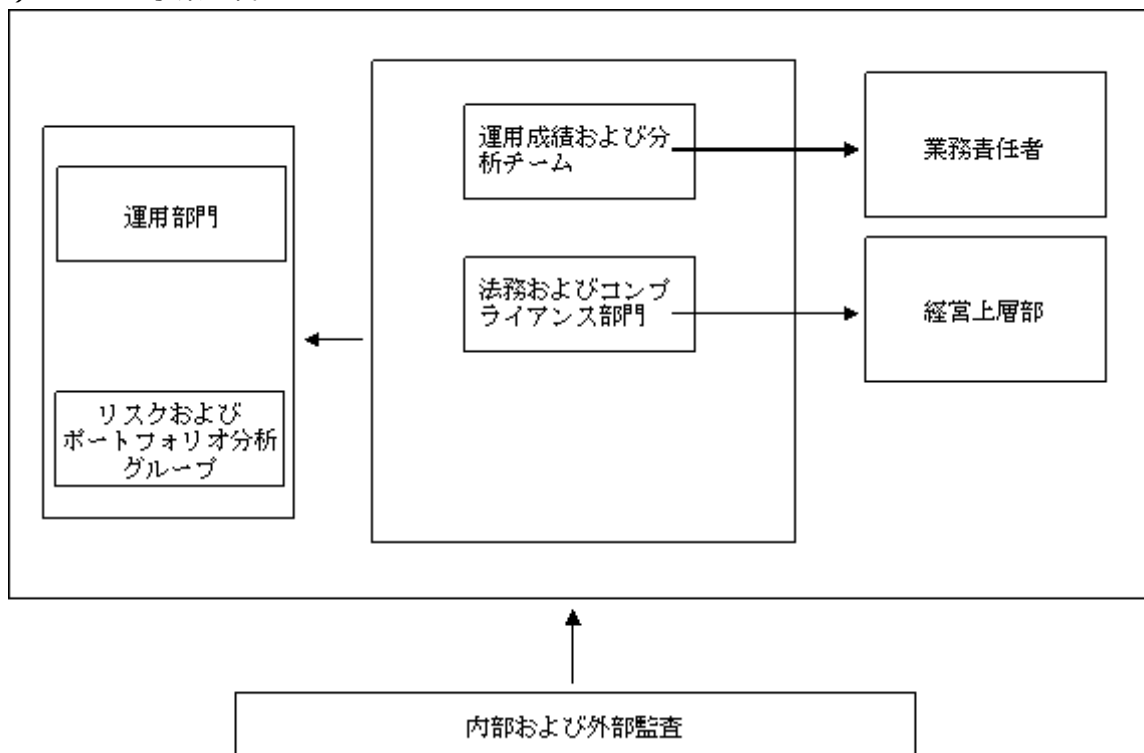 運用部門
リスクおよび
ポートフォリオ分析
グループ
運用成績および分
析チーム
法務およびコンプ
ライアンス部門
業務責任者
経営上層部
内部および外部監査